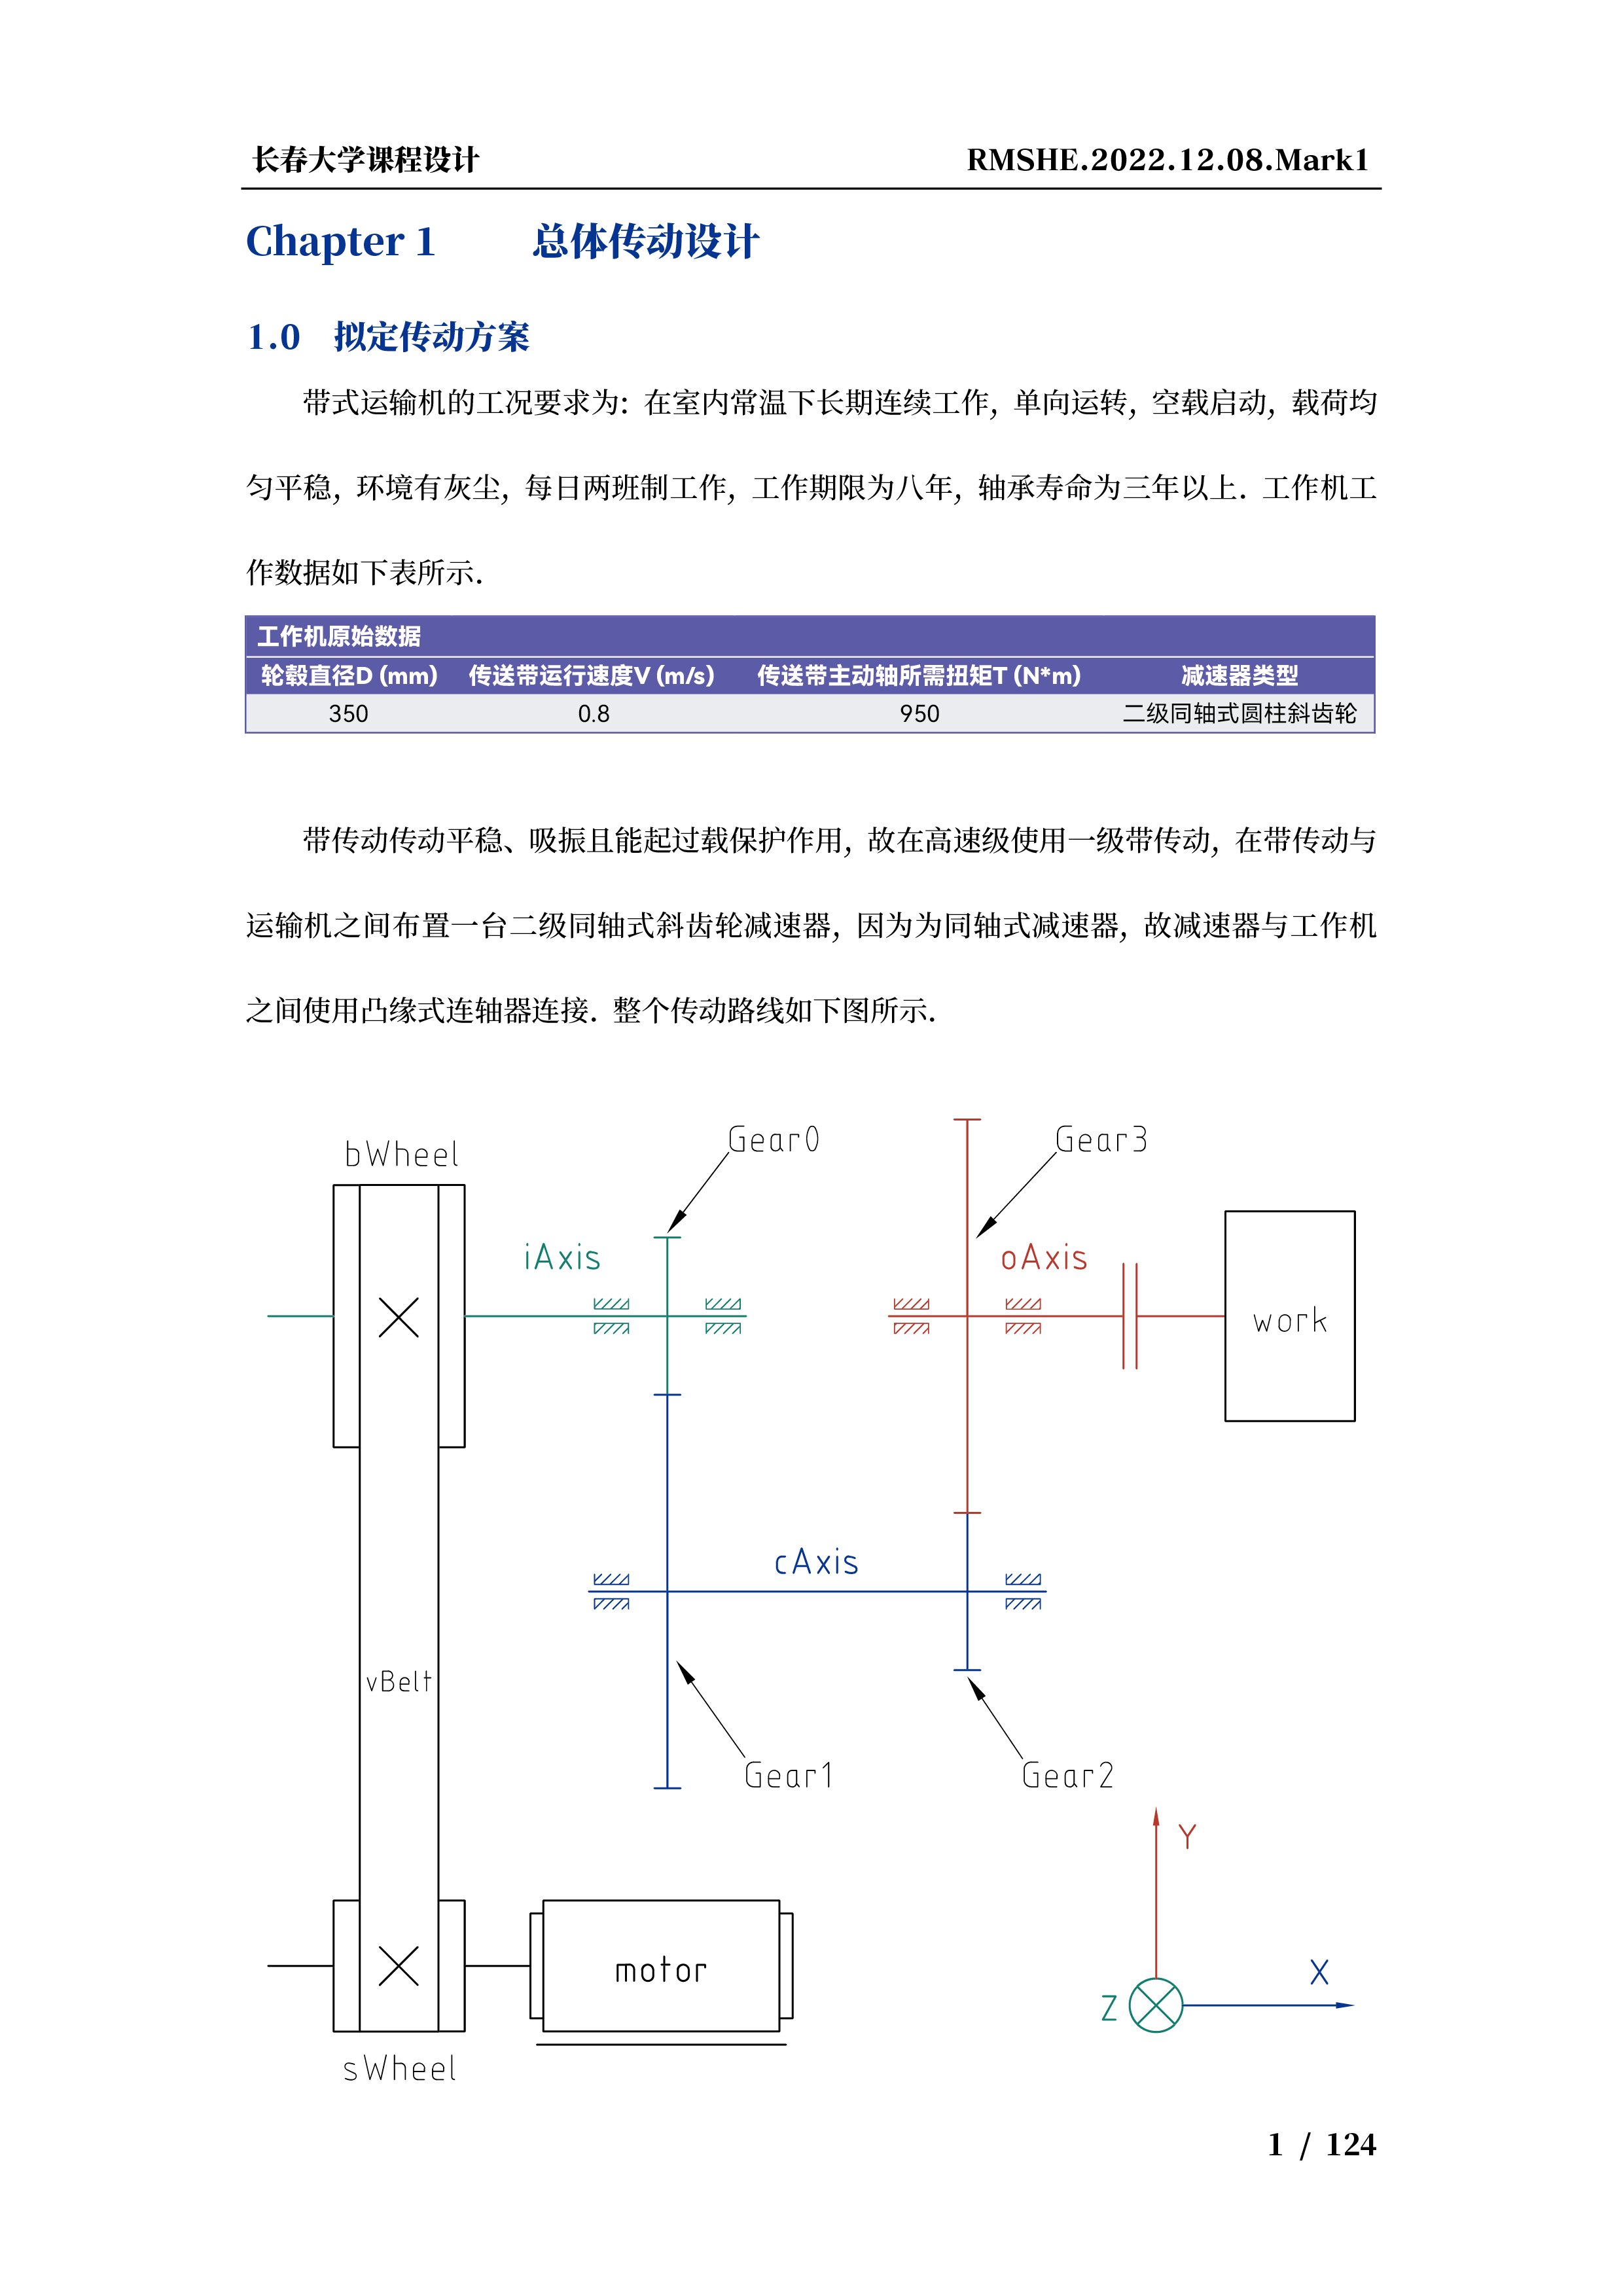 长春大学课程设计 RMSHE.2022.12.08.Mark1
Chapter 1 总体传动设计
1.0 拟定传动方案
带式运输机的工况要求为：在室内常温下长期连续工作，单向运转，空载启动，载荷均
匀平稳，环境有灰尘，每日两班制工作，工作期限为八年，轴承寿命为三年以上．工作机工
作数据如下表所示．
工作机原始数据
轮毂直径D (mm) 传送带运行速度V (m/s) 传送带主动轴所需扭矩T (N*m) 减速器类型
350 0.8 950 二级同轴式圆柱斜齿轮
带传动传动平稳、吸振且能起过载保护作用，故在高速级使用一级带传动，在带传动与
运输机之间布置一台二级同轴式斜齿轮减速器，因为为同轴式减速器，故减速器与工作机
之间使用凸缘式连轴器连接．整个传动路线如下图所示．
Gear0 Gear3
bWheel
iAxis oAxis
work
cAxis
vBelt
Gear1 Gear2
Y
motor
X
Z
sWheel
1 / 124